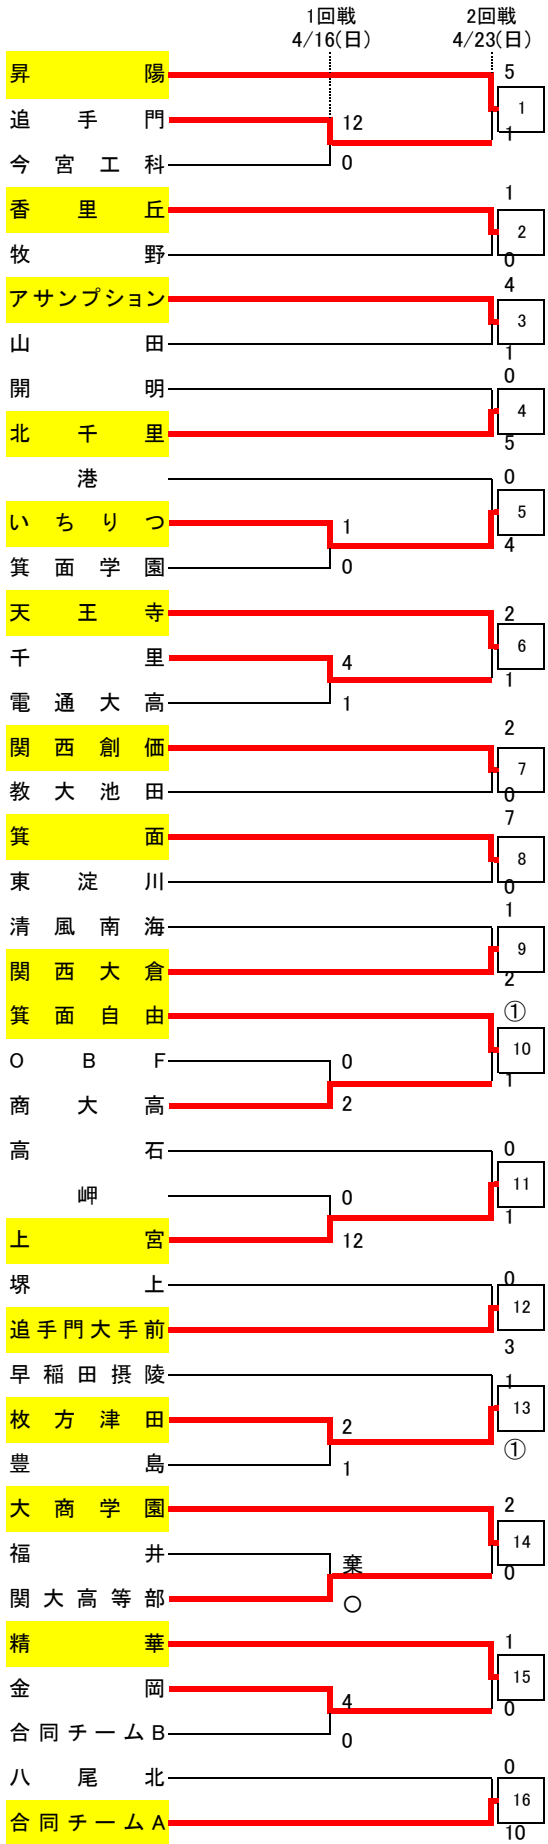 1回戦 2回戦
4/16(日) 4/23(日)
昇陽 5
1
追手門 12
1
今宮工科 0
香里丘 1
2
牧野 0
アサンプション 4
3
山田 1
開明 0
4
北千里 5
港 0
5
いちりつ 1
4
箕面学園 0
天王寺 2
6
千里 4
1
電通大高 1
関西創価 2
7
教大池田 0
箕面 7
8
東淀川 0
清風南海 1
9
関西大倉 2
箕面自由 ①
10
OBF 0
1
商大高 2
高石 0
11
岬 0
1
上宮 12
堺上 0
12
追手門大手前 3
早稲田摂陵 1
13
枚方津田 2
①
豊島 1
大商学園 2
14
福井 棄
0
関大高等部 ○
精華 1
15
金岡 4
0
合同チームB 0
八尾北 0
16
合同チームA 10